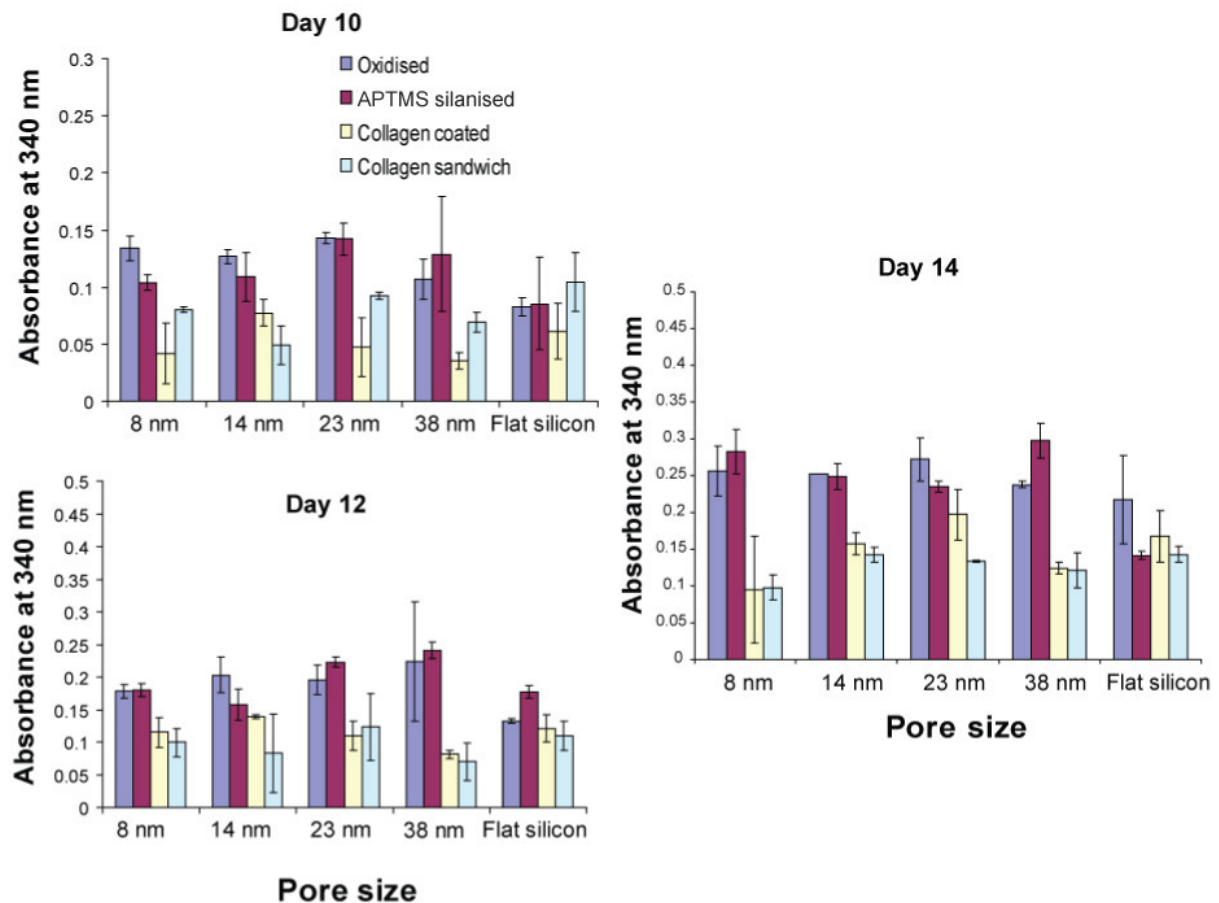 Day 10
Absorbance at 340 nm
0.3
0.25
0.2
0.15
0.1
0.05
0
Oxidised
APTMS silanised
Collagen coated
Collagen sandwich
8 nm 14 nm 23 nm 38 nm Flat silicon
Day 12
Absorbance at 340 nm
0.5
0.45
0.4
0.35
0.3
0.25
0.2
0.15
0.1
0.05
0
8 nm 14 nm 23 nm 38 nm Flat silicon
Pore size
Day 14
Absorbance at 340 nm
0.5
0.45
0.4
0.35
0.3
0.25
0.2
0.15
0.1
0.05
0
8 nm 14 nm 23 nm 38 nm Flat silicon
Pore size